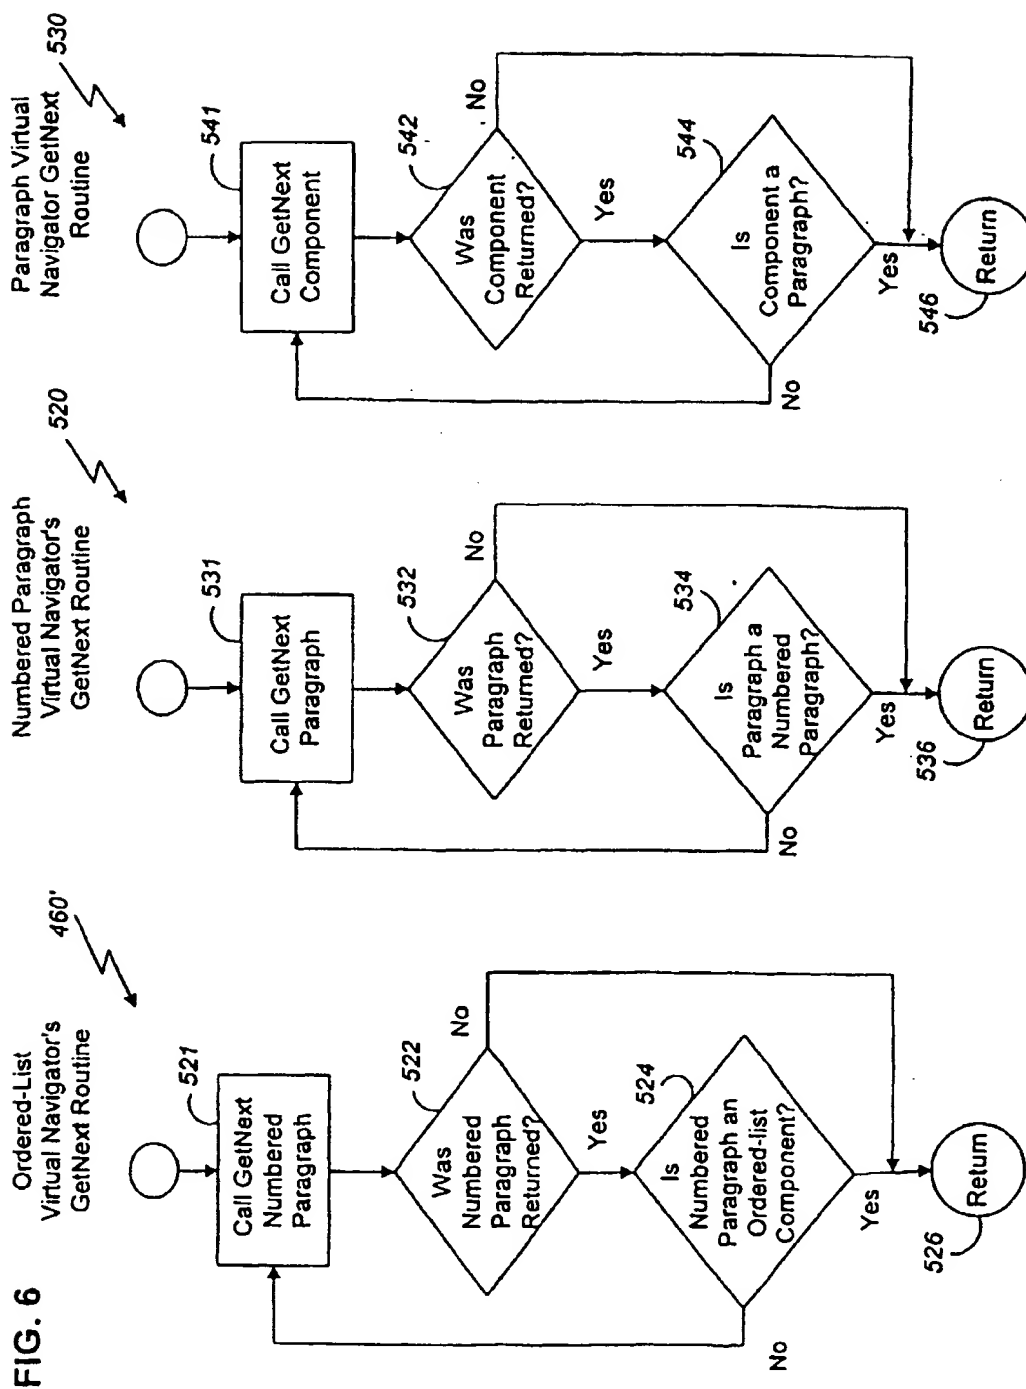 FIG. 6
Ordered-List
Virtual Navigator's
GetNext Routine
460'
Call GetNext
Numbered
Paragraph
521
Was
Numbered
Paragraph
Returned?
522
No
Yes
Is
Numbered
Paragraph an
Ordered-list
Component?
524
No
Yes
Return
526
Numbered Paragraph
Virtual Navigator's
GetNext Routine
520
Call GetNext
Paragraph
531
Was
Paragraph
Returned?
532
No
Yes
Is
Paragraph a
Numbered
Paragraph?
534
No
Yes
Return
536
Paragraph Virtual
Navigator GetNext
Routine
530
Call GetNext
Component
541
Was
Component
Returned?
542
No
Yes
Is
Component a
Paragraph?
544
No
Yes
Return
546